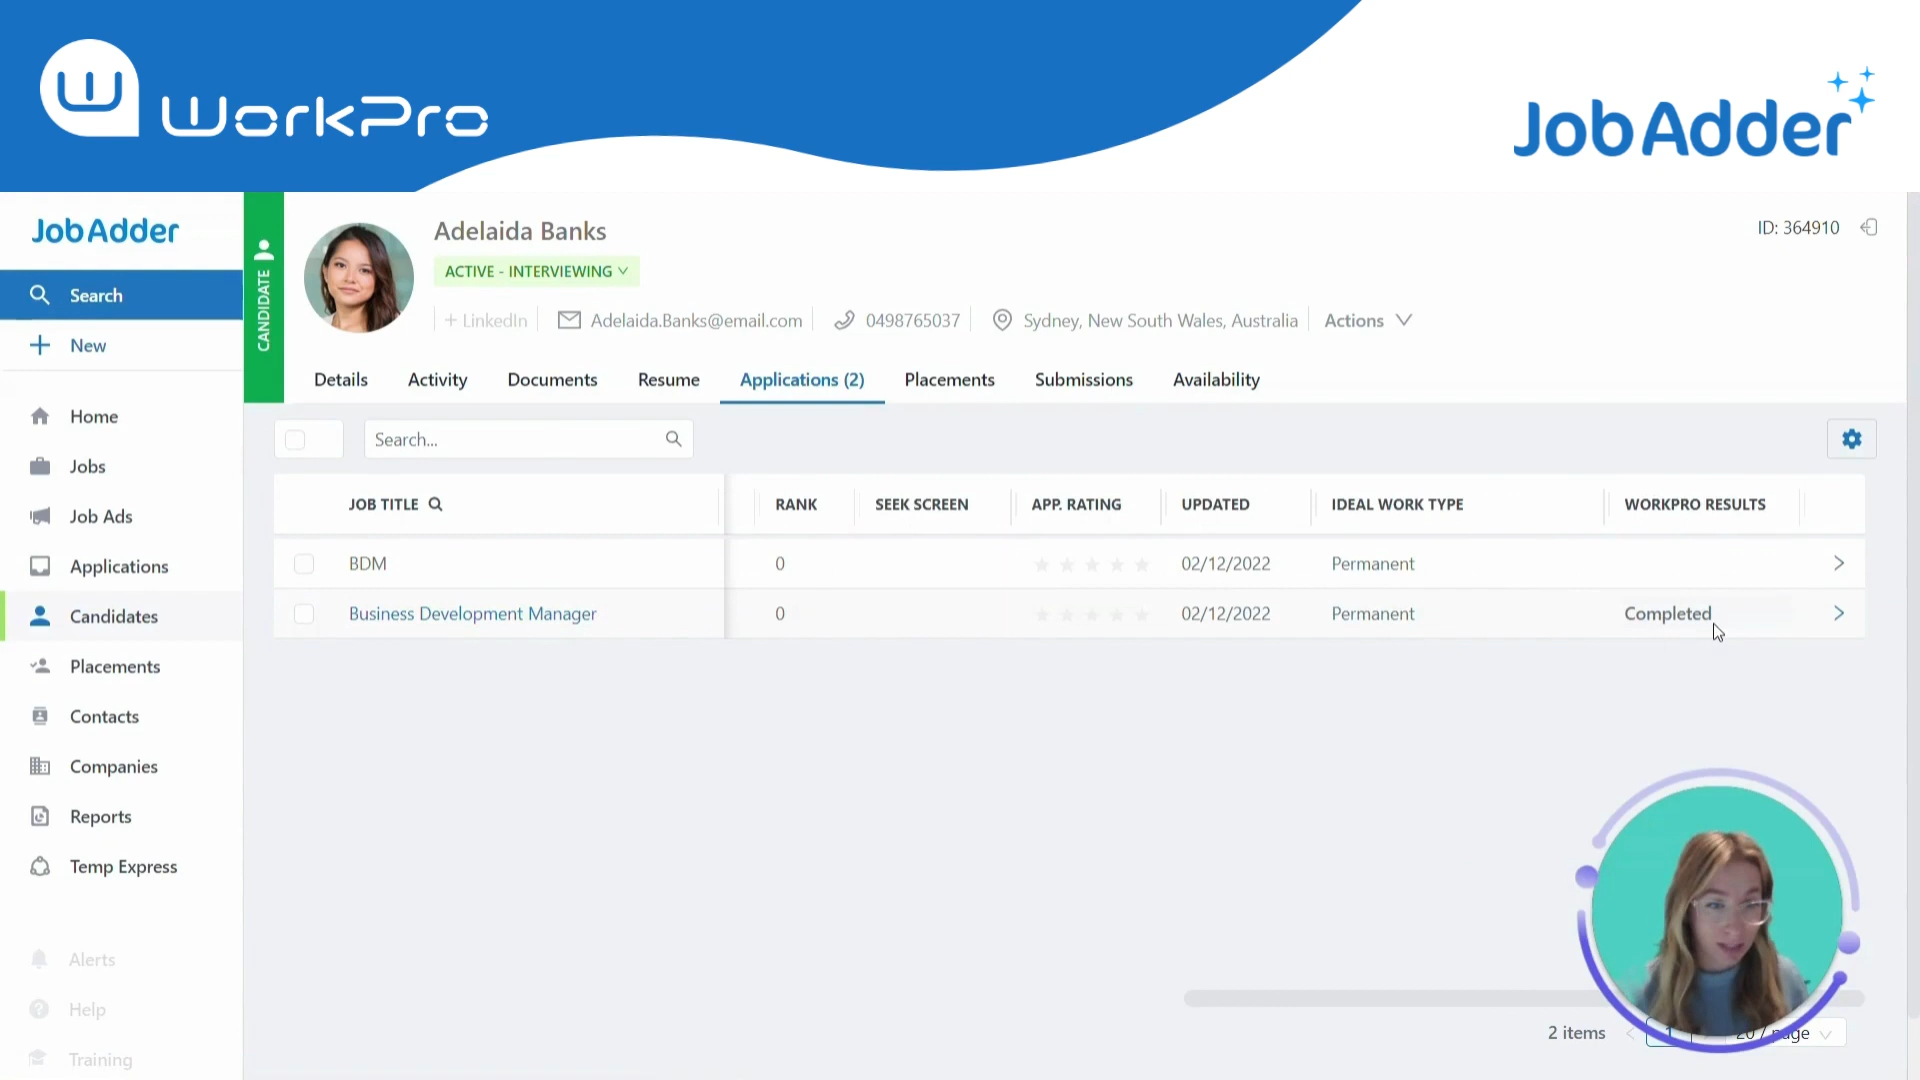 WorkPro
JobAdder
JobAdder
Search
New
Home
Jobs
Job Ads
Applications
Candidates
Placements
Contacts
Companies
Reports
Temp Express
Alerts
Help
Training
CANDIDATE
Adelaida Banks
ID: 364910
ACTIVE - INTERVIEWING
+ LinkedIn Adelaida.Banks@email.com 0498765037 Sydney, New South Wales, Australia Actions
Details Activity Documents Resume Applications (2) Placements Submissions Availability
Search...
JOB TITLE RANK SEEK SCREEN APP. RATING UPDATED IDEAL WORK TYPE WORKPRO RESULTS
BDM 0 02/12/2022 Permanent
Business Development Manager 0 02/12/2022 Permanent Completed
2 items 1 20 / page